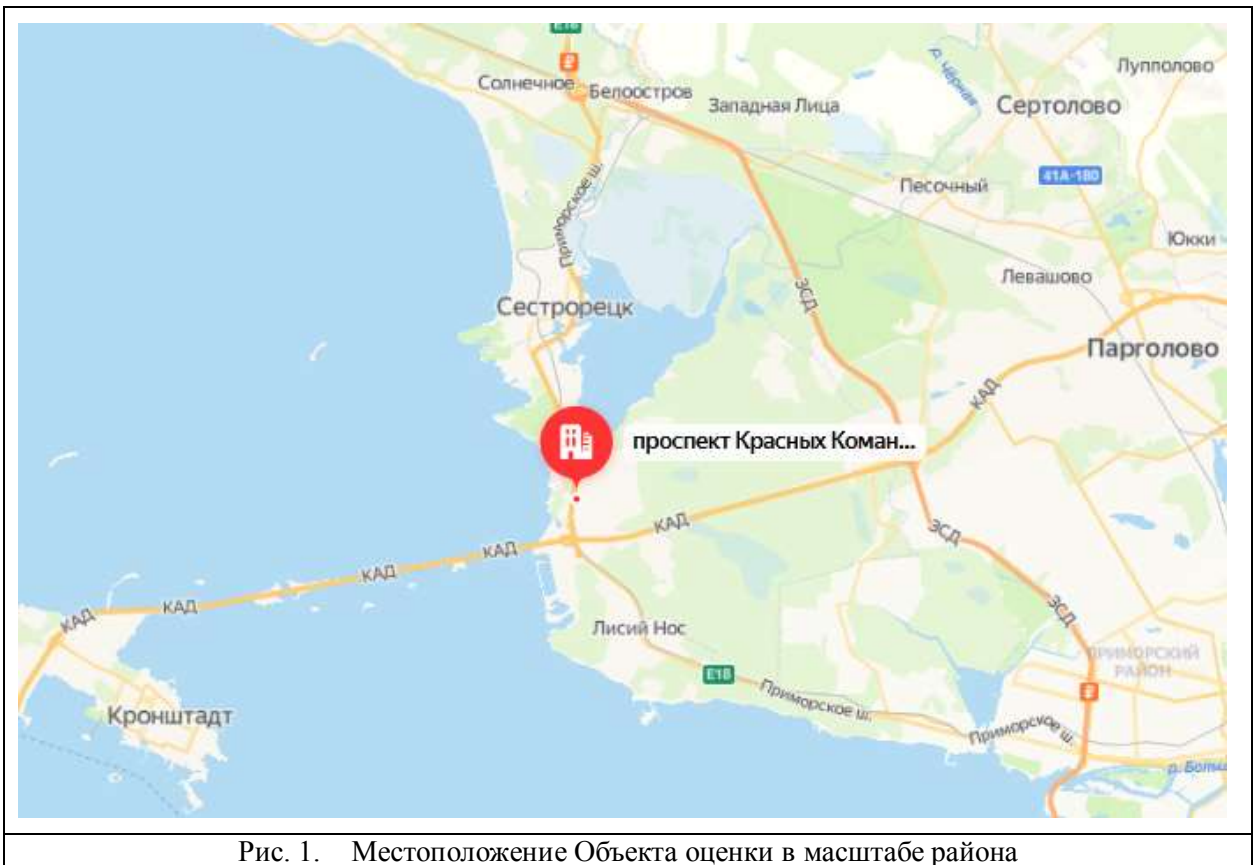 E18
₽
Солнечное
Белоостров
Западная Лица
р. Чёрная
Лупполово
Сертолово
Песочный
41А-180
Юкки
Приморское ш.
Левашово
ЗСД
Сестрорецк
Парголово
КАД
проспект Красных Коман...
КАД
КАД
КАД
КАД
КАД
ЗСД
ЗСД
Лисий Нос
ПРИМОРСКИЙ
РАЙОН
E18
Приморское ш.
₽
Кронштадт
Приморское ш.
Рис. 1. Местоположение Объекта оценки в масштабе района